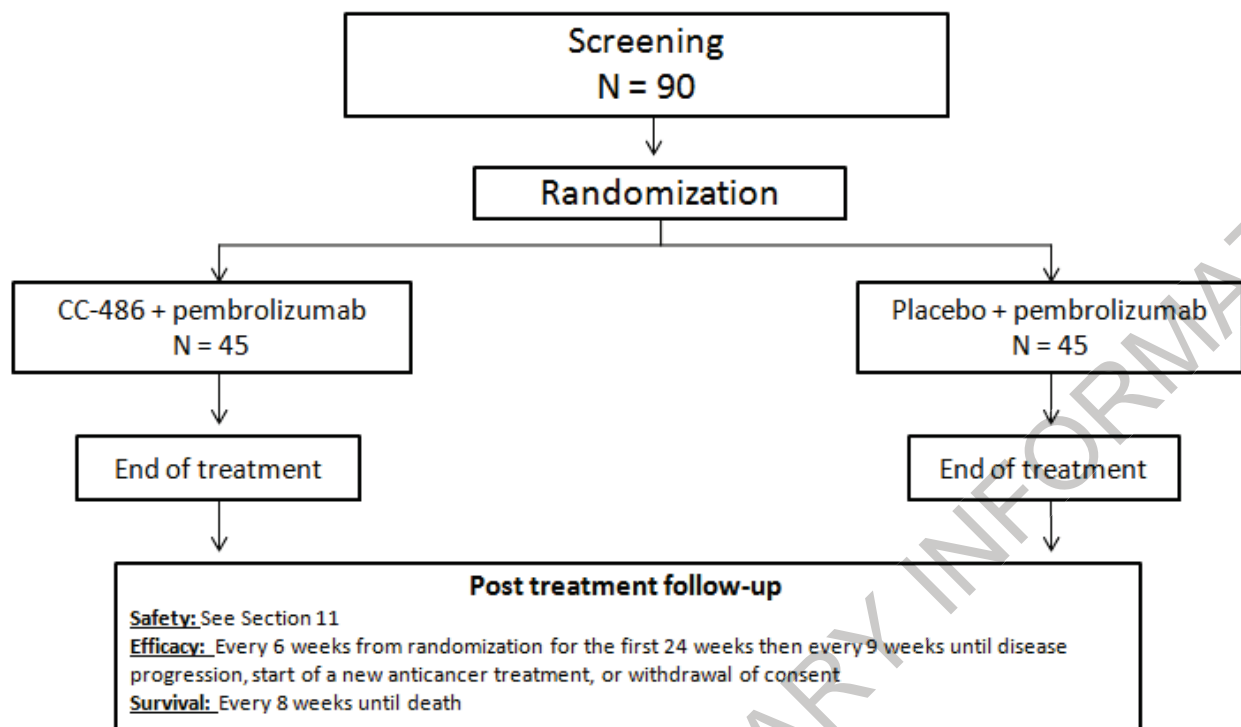 Screening
N = 90
Randomization
CC-486 + pembrolizumab
N = 45
Placebo + pembrolizumab
N = 45
End of treatment
End of treatment
Post treatment follow-up
Safety: See Section 11
Efficacy: Every 6 weeks from randomization for the first 24 weeks then every 9 weeks until disease
progression, start of a new anticancer treatment, or withdrawal of consent
Survival: Every 8 weeks until death